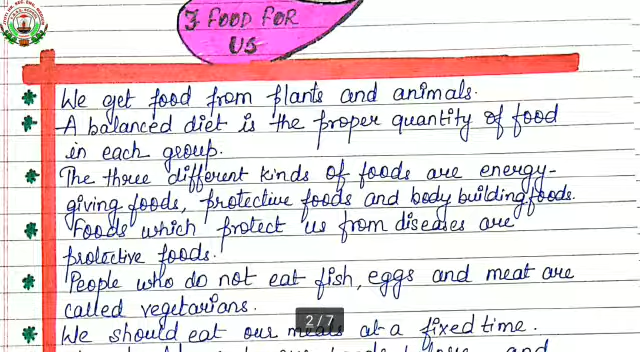 I FOOD FOR
US
We get food from plants and animals.
A balanced diet is the proper quantity of food
in each group.
The three different kinds of foods are energy-
giving foods, protective foods and body building foods.
Foods which protect us from diseases are
protective foods.
People who do not eat fish, eggs and meat are
called vegetarians.
2/7
We should eat our meals at a fixed time.
and